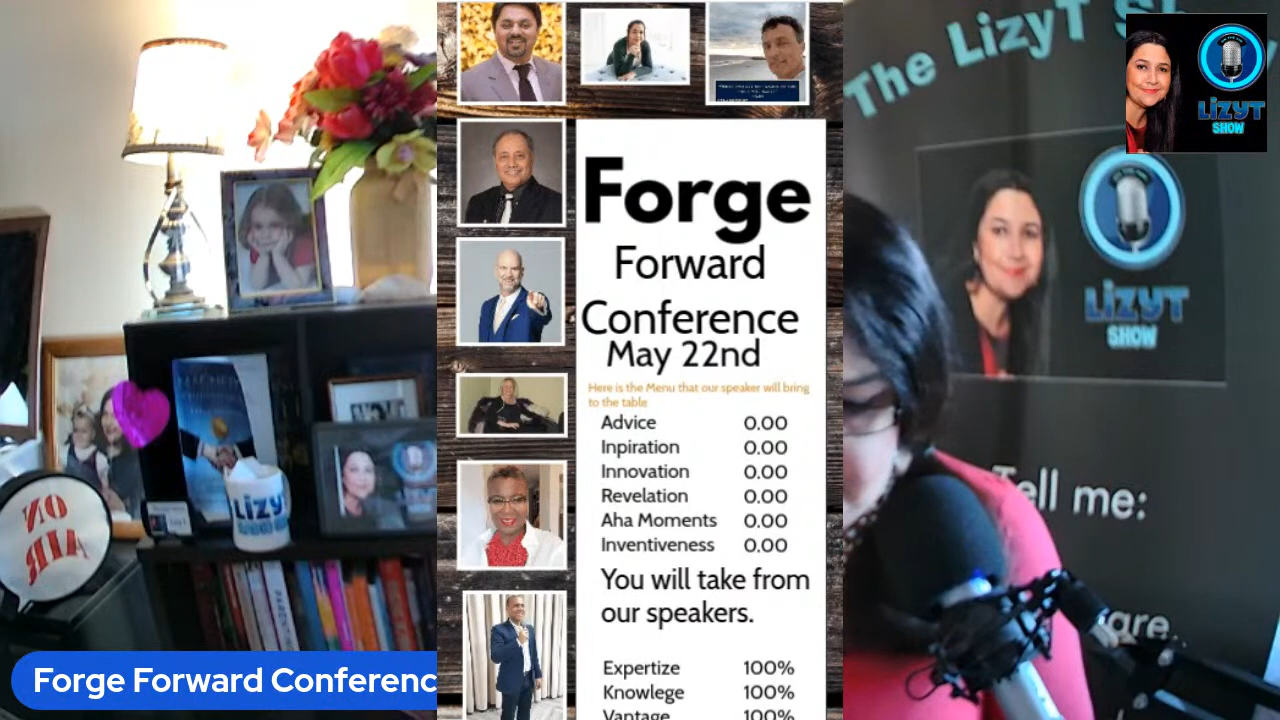 The LizyT
LIZYT
SHOW
LIZYT
SHOW
Tell me:
are.
ON
AIR
LIZY
Forge Forward Conferenc
Forge
Forward
Conference
May 22nd
Here is the Menu that our speaker will bring
to the table
Advice 0.00
Inpiration 0.00
Innovation 0.00
Revelation 0.00
Aha Moments 0.00
Inventiveness 0.00
You will take from
our speakers.
Expertize 100%
Knowlege 100%
Vantage 100%